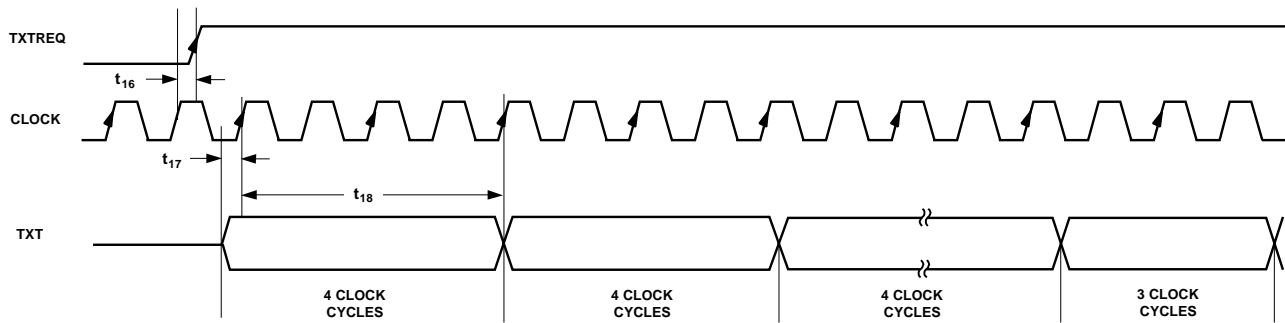 TXTREQ
t16
CLOCK
t17
t18
TXT
4 CLOCK
CYCLES
4 CLOCK
CYCLES
4 CLOCK
CYCLES
3 CLOCK
CYCLES